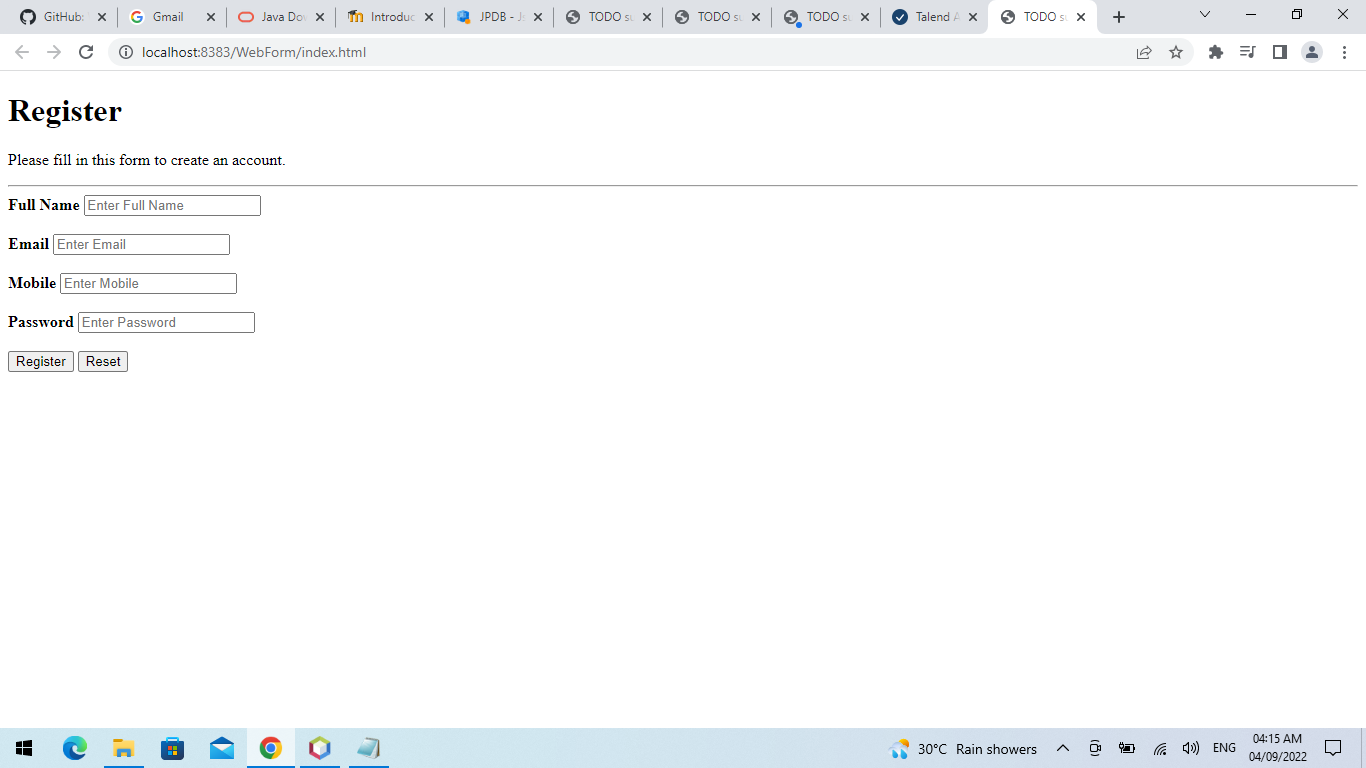 GitHub:
Gmail
Java Do
Introduc
JPDB - Js
TODO su
TODO su
TODO su
Talend A
TODO su
localhost:8383/WebForm/index.html
Register
Please fill in this form to create an account.
Full Name Enter Full Name
Email Enter Email
Mobile Enter Mobile
Password Enter Password
Register Reset
30°C Rain showers
ENG
04:15 AM
04/09/2022